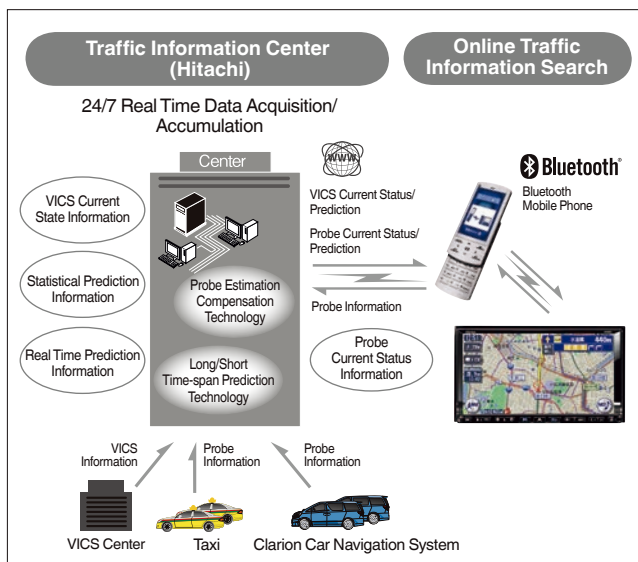 Traffic Information Center
(Hitachi)
Online Traffic
Information Search
24/7 Real Time Data Acquisition/
Accumulation
Center
WWW
VICS Current
State Information
Statistical Prediction
Information
Real Time Prediction
Information
Probe Estimation
Compensation
Technology
Long/Short
Time-span Prediction
Technology
VICS Current Status/
Prediction
Probe Current Status/
Prediction
Probe Information
Probe
Current Status
Information
Bluetooth®
Bluetooth
Mobile Phone
VICS
Information
Probe
Information
Probe
Information
VICS Center
Taxi
Clarion Car Navigation System